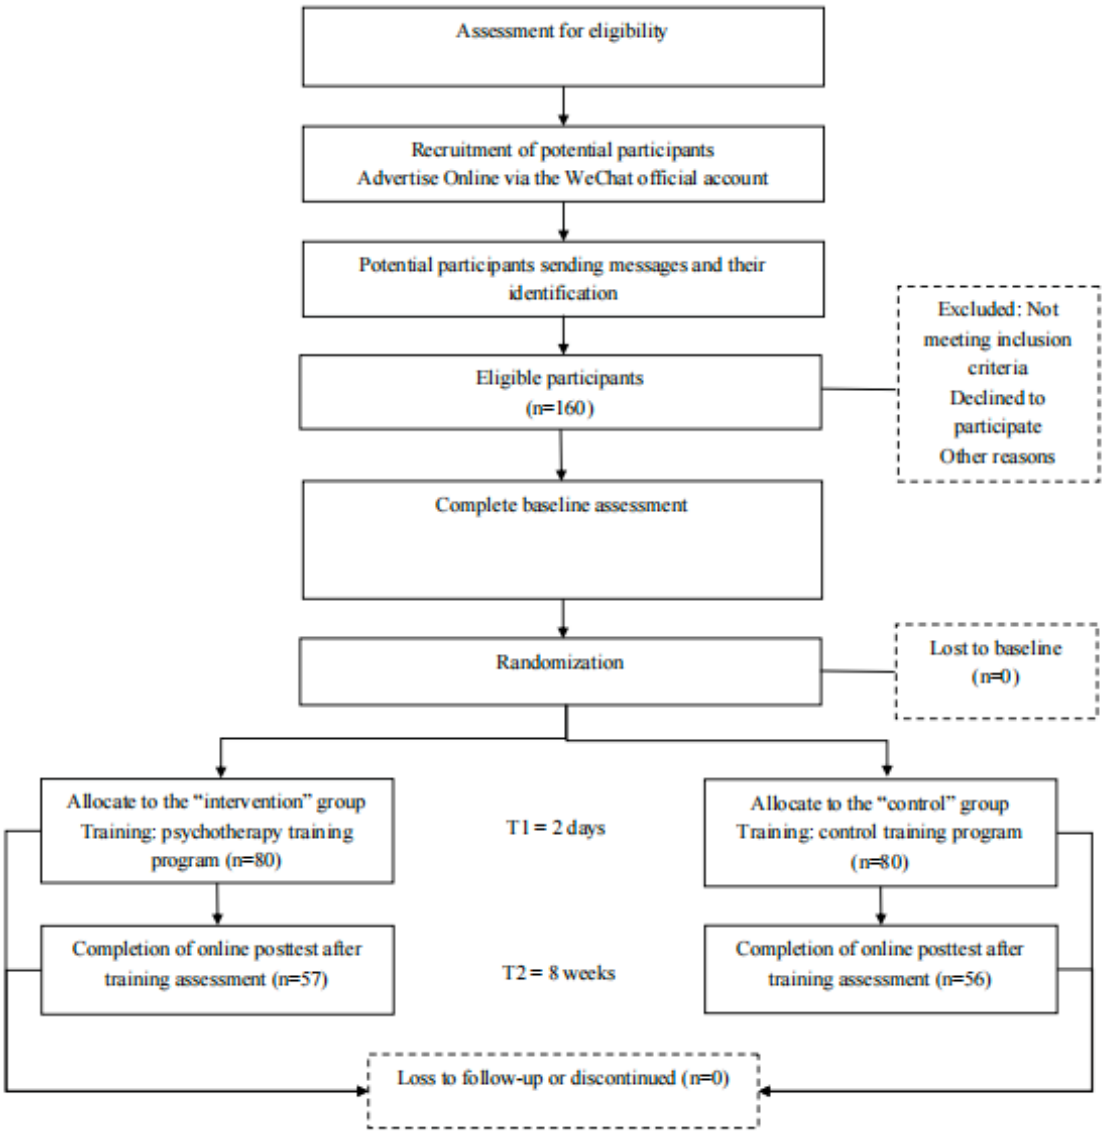 Assessment for eligibility
Recruitment of potential participants
Advertise Online via the WeChat official account
Potential participants sending messages and their
identification
Excluded: Not
meeting inclusion
criteria
Declined to
participate
Other reasons
Eligible participants
(n=160)
Complete baseline assessment
Randomization
Lost to baseline
(n=0)
Allocate to the “intervention” group
Training: psychotherapy training
program (n=80)
T1 = 2 days
Allocate to the “control” group
Training: control training program
(n=80)
Completion of online posttest after
training assessment (n=57)
T2 = 8 weeks
Completion of online posttest after
training assessment (n=56)
Loss to follow-up or discontinued (n=0)